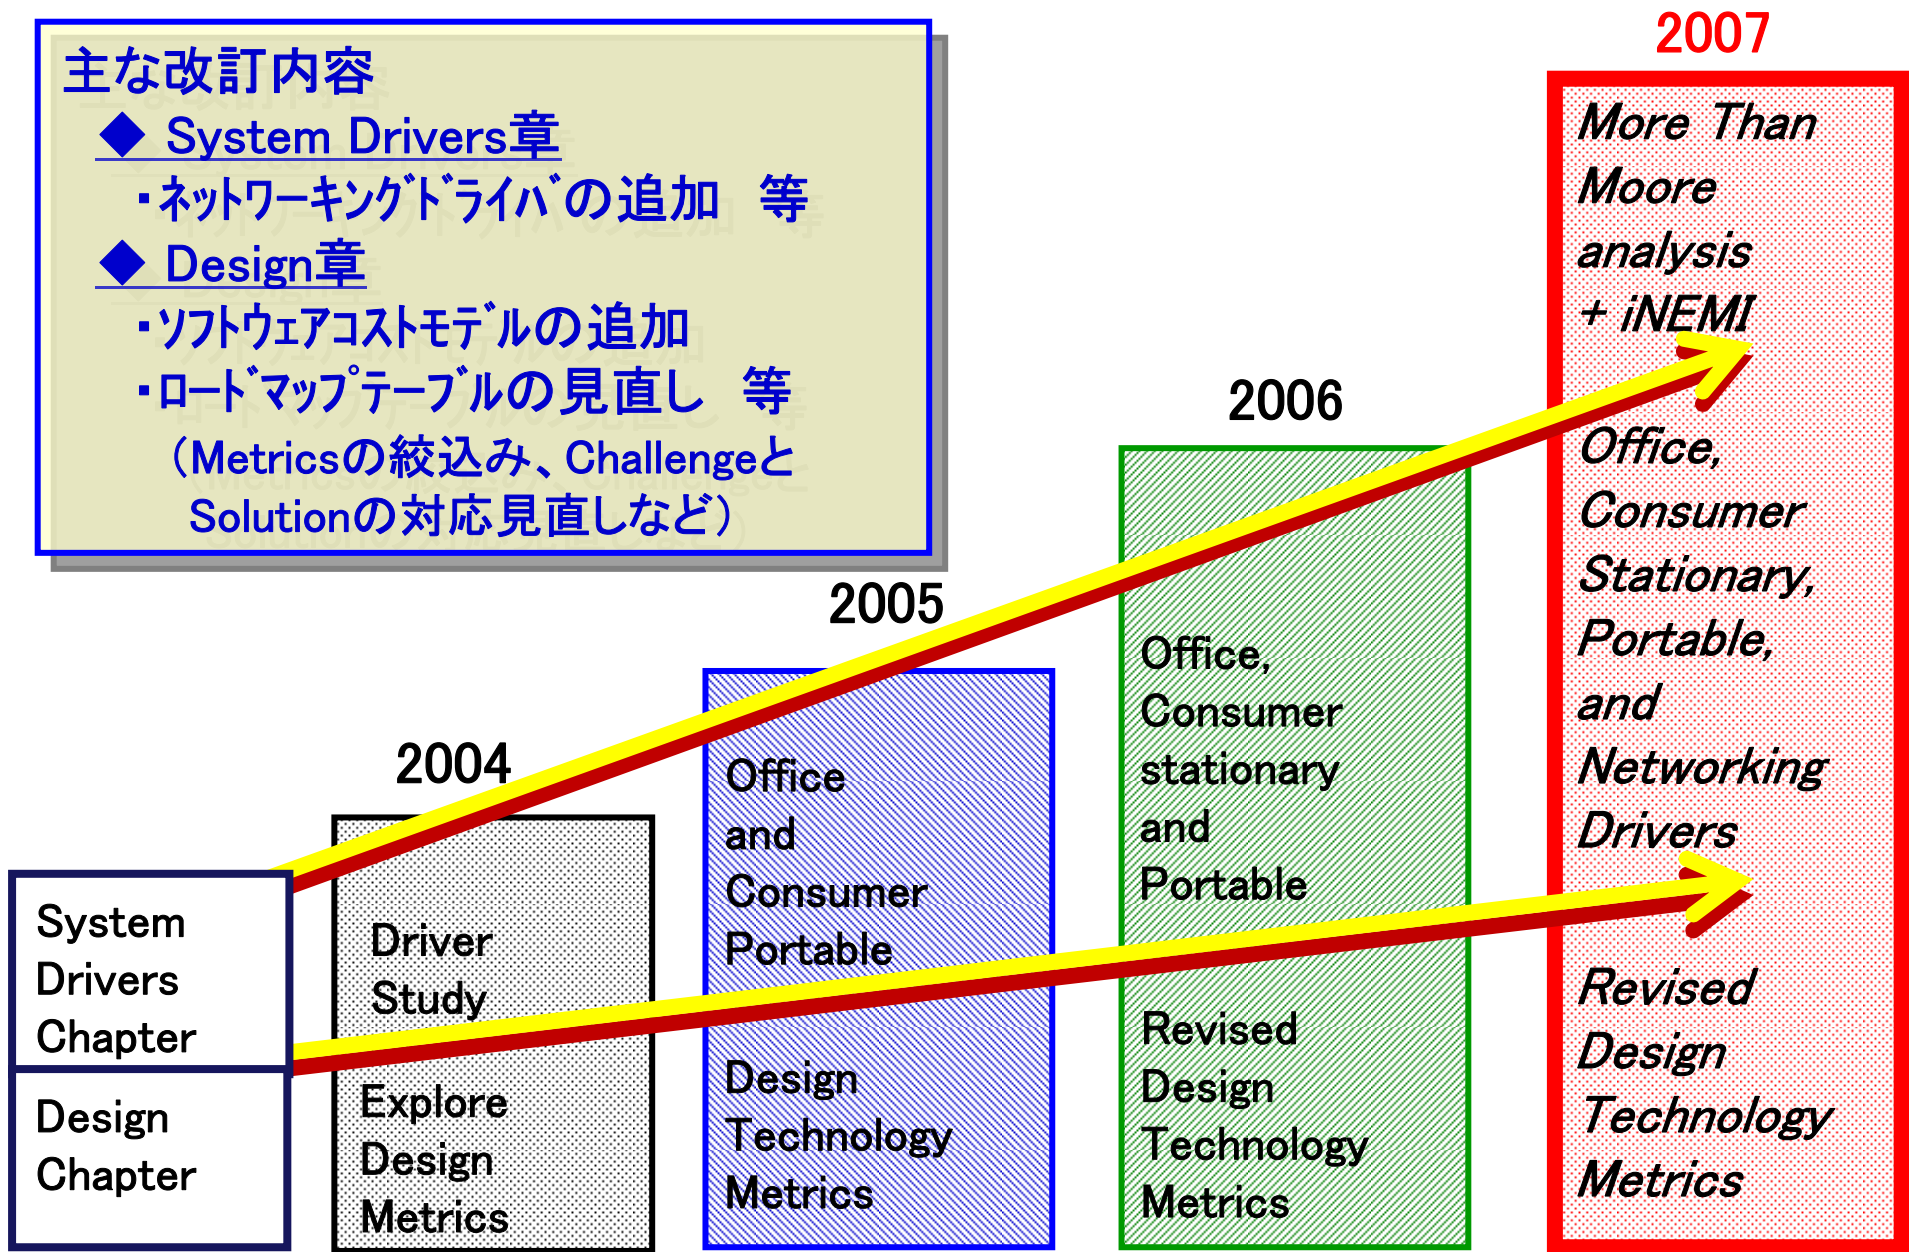 主な改訂内容
◆ System Drivers章
・ネットワーキングドライバの追加　等
◆ Design章
・ソフトウェアコストモデルの追加
・ロードマップテーブルの見直し　等
（Metricsの絞込み、Challengeと
Solutionの対応見直しなど）
System
Drivers
Chapter
Design
Chapter
2004
Driver
Study
Explore
Design
Metrics
2005
Office
and
Consumer
Portable
Design
Technology
Metrics
2006
Office,
Consumer
stationary
and
Portable
Revised
Design
Technology
Metrics
2007
More Than
Moore
analysis
+ iNEMI
Office,
Consumer
Stationary,
Portable,
and
Networking
Drivers
Revised
Design
Technology
Metrics